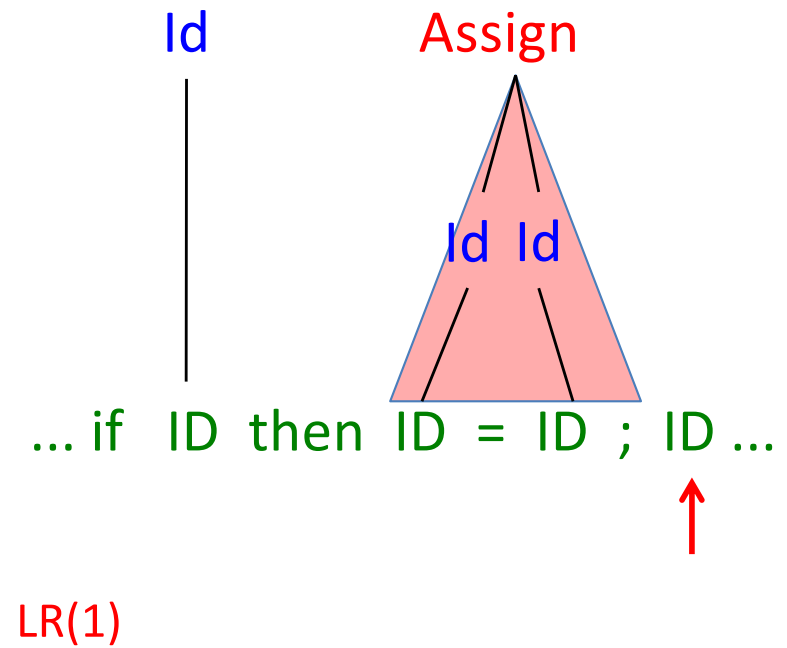 Id Assign
Id Id
... if ID then ID = ID ; ID ...
LR(1)